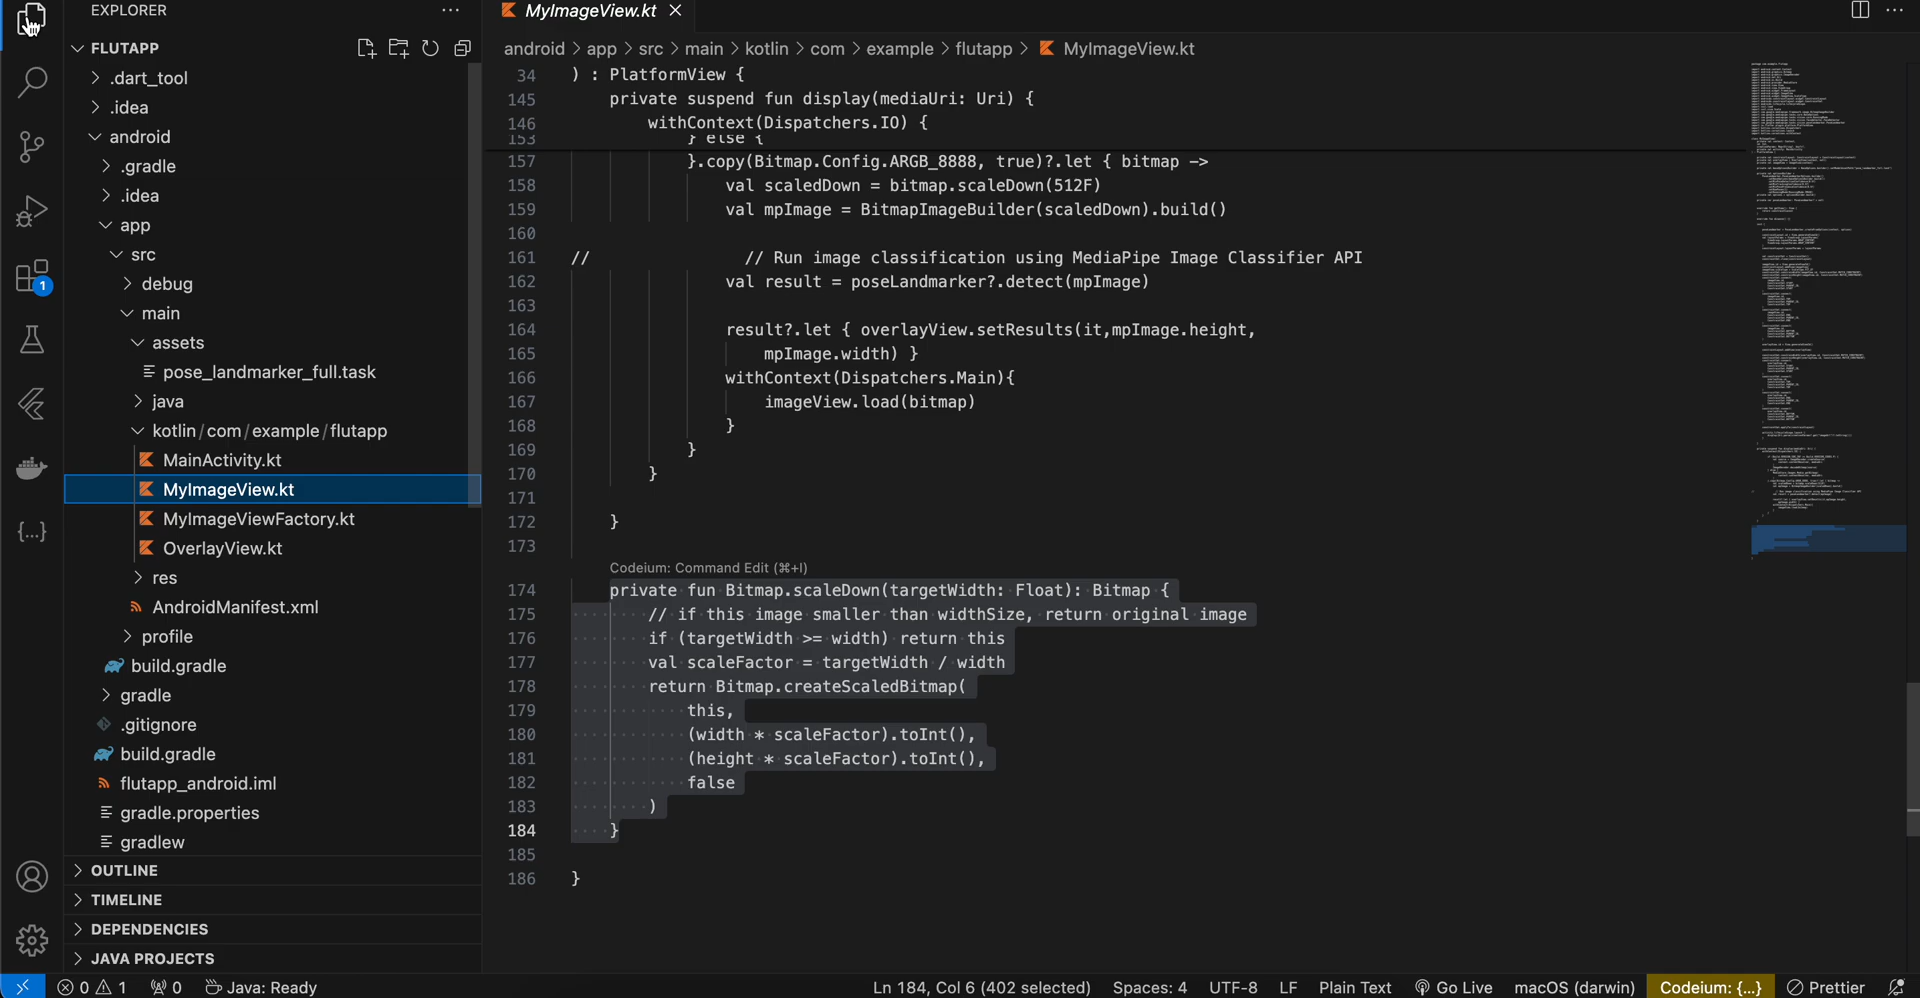 EXPLORER
FLUTAPP
.dart_tool
.idea
android
.gradle
.idea
app
src
debug
main
assets
pose_landmarker_full.task
java
kotlin/com/example/flutapp
MainActivity.kt
MyImageView.kt
MyImageViewFactory.kt
OverlayView.kt
res
AndroidManifest.xml
profile
build.gradle
gradle
.gitignore
build.gradle
flutapp_android.iml
gradle.properties
gradlew
OUTLINE
TIMELINE
DEPENDENCIES
JAVA PROJECTS
1
MyImageView.kt
android > app > src > main > kotlin > com > example > flutapp > MyImageView.kt
34 ) : PlatformView {
145 private suspend fun display(mediaUri: Uri) {
146 withContext(Dispatchers.IO) {
153 } else {
157 }.copy(Bitmap.Config.ARGB_8888, true)?.let { bitmap ->
158 val scaledDown = bitmap.scaleDown(512F)
159 val mpImage = BitmapImageBuilder(scaledDown).build()
160
161 // // Run image classification using MediaPipe Image Classifier API
162 val result = poseLandmarker?.detect(mpImage)
163
164 result?.let { overlayView.setResults(it,mpImage.height,
165 mpImage.width) }
166 withContext(Dispatchers.Main){
167 imageView.load(bitmap)
168 }
169 }
170 }
171
172 }
173
Codeium: Command Edit (⌘+I)
174 private fun Bitmap.scaleDown(targetWidth: Float): Bitmap {
175 // if this image smaller than widthSize, return original image
176 if (targetWidth >= width) return this
177 val scaleFactor = targetWidth / width
178 return Bitmap.createScaledBitmap(
179 this,
180 (width * scaleFactor).toInt(),
181 (height * scaleFactor).toInt(),
182 false
183 )
184 }
185
186 }
0 1 0 Java: Ready
Ln 184, Col 6 (402 selected) Spaces: 4 UTF-8 LF Plain Text Go Live macOS (darwin) Codeium: {...} Prettier